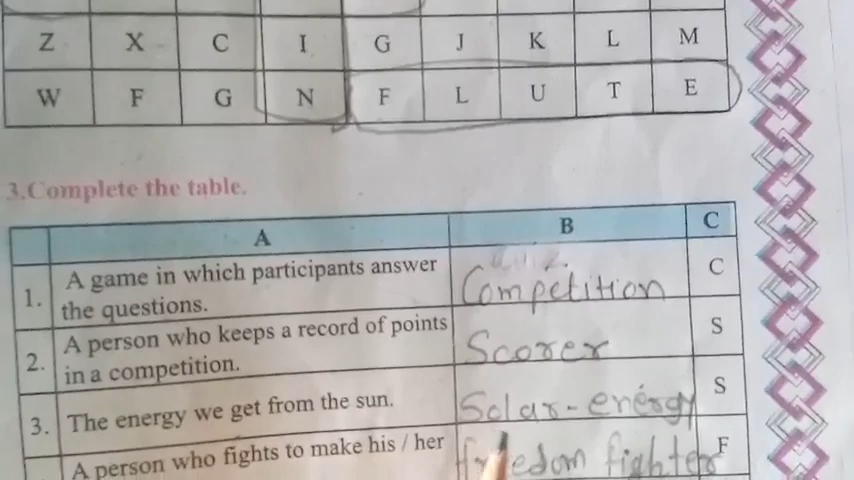 Z X C I G J K L M
W F G N F L U T E
3.Complete the table.
A B C
1. A game in which participants answer the questions. Competition C
2. A person who keeps a record of points in a competition. Scorer S
3. The energy we get from the sun. Solar-energy S
A person who fights to make his / her freedom fighter F